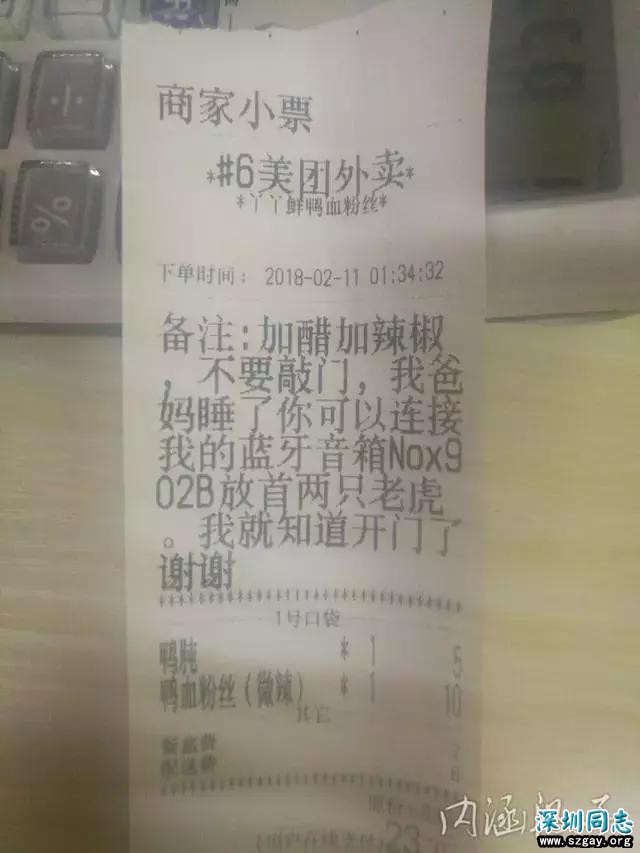 ÷
%
商家小票
*#6美团外卖*
*丫丫鲜鸭血粉丝*
下单时间: 2018-02-11 01:34:32
备注:加醋加辣椒
,不要敲门,我爸
妈睡了你可以连接
我的蓝牙音箱Nox9
02B放首两只老虎
。我就知道开门了
谢谢
********************************
1号口袋
鸭肫 * 1 5
鸭血粉丝(微辣) * 1 10
其它
餐盒费 2
配送费
23
内涵
深圳同志
www.szgay.org